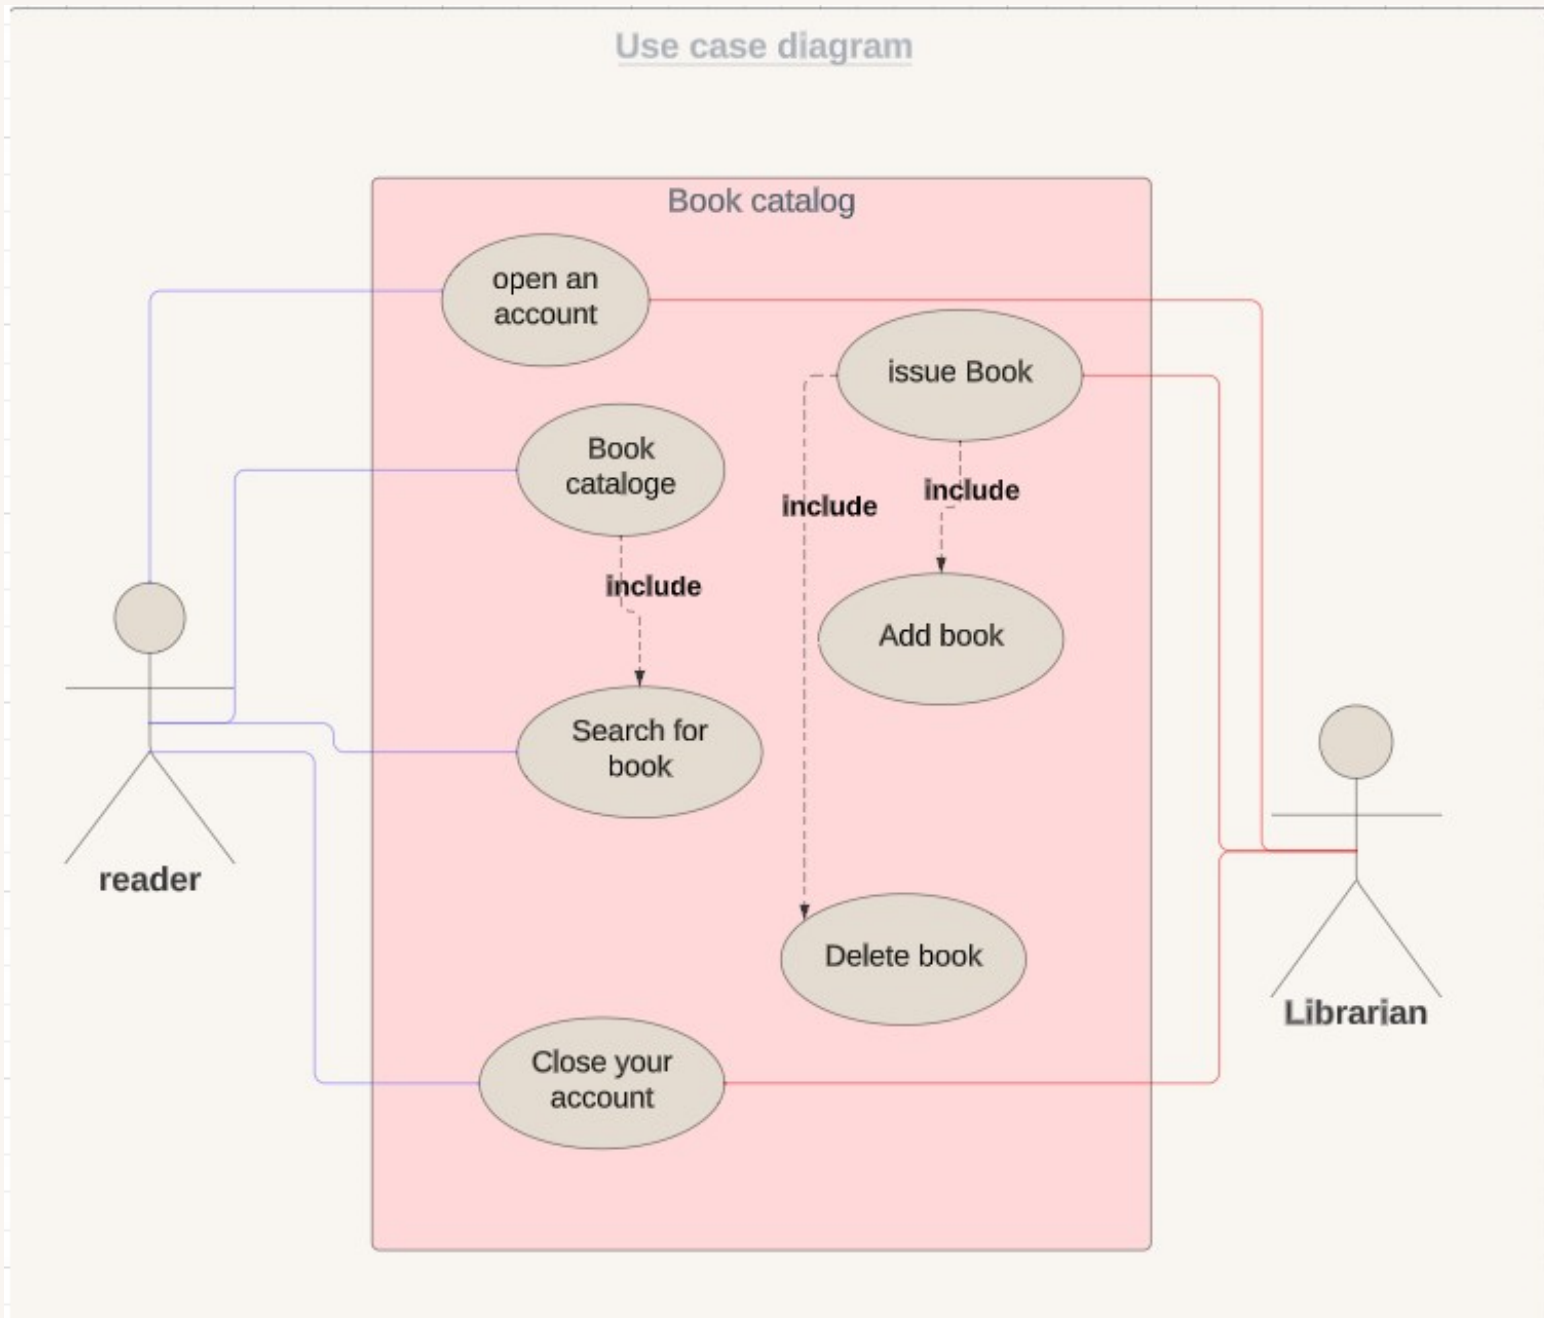 Use case diagram
Book catalog
open an
account
issue Book
Book
cataloge
include
include
include
Add book
Search for
book
reader
Delete book
Librarian
Close your
account